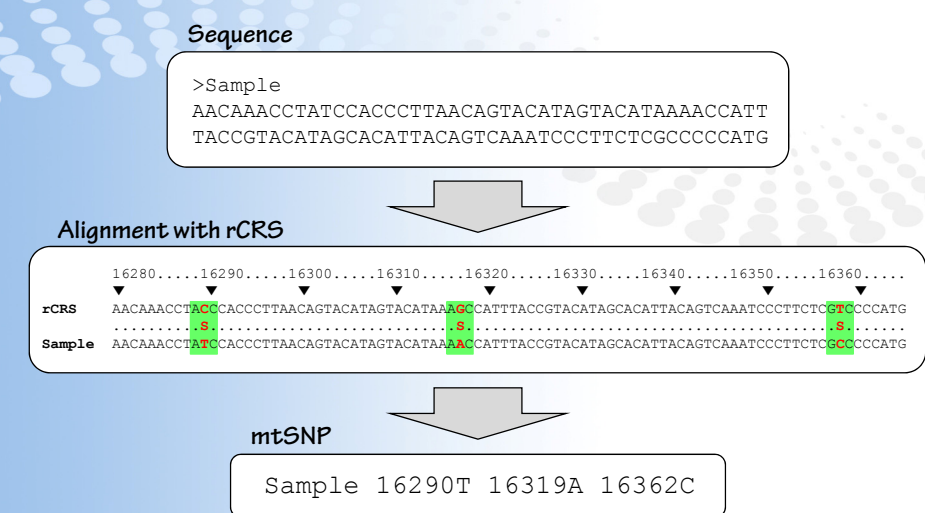 Sequence
>Sample
AACAAACCTATCCACCCTTAACAGTACATAGTACATAAAACCATT
TACCGTACATAGCACATTACAGTCAAATCCCTTCTCGCCCCCATG
Alignment with rCRS
16280.....16290.....16300.....16310.....16320.....16330.....16340.....16350.....16360.....
▼ ▼ ▼ ▼ ▼ ▼ ▼ ▼ ▼
rCRS AACAAACCTACCCACCCTTAACAGTACATAGTACATAAAGCCATTTACCGTACATAGCACATTACAGTCAAATCCCTTCTCGTCCCCATG
..........S............................S..........................................S.......
Sample AACAAACCTATCCACCCTTAACAGTACATAGTACATAAAACCATTTACCGTACATAGCACATTACAGTCAAATCCCTTCTCGCCCCCATG
mtSNP
Sample 16290T 16319A 16362C